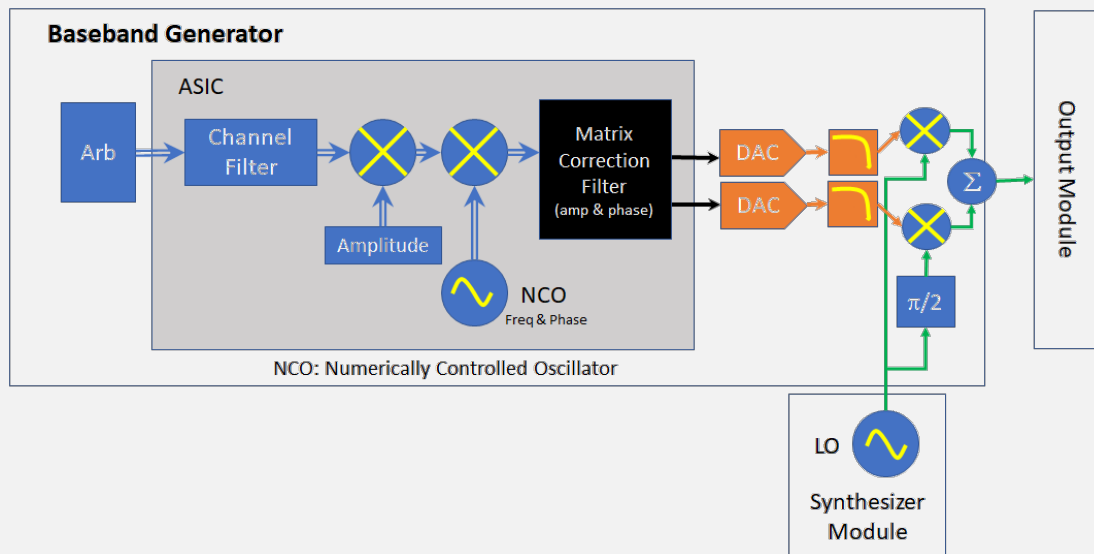 Baseband Generator
ASIC
Arb
Channel
Filter
Amplitude
NCO
Freq & Phase
Matrix
Correction
Filter
(amp & phase)
DAC
DAC
Σ
π/2
Output Module
NCO: Numerically Controlled Oscillator
LO
Synthesizer
Module